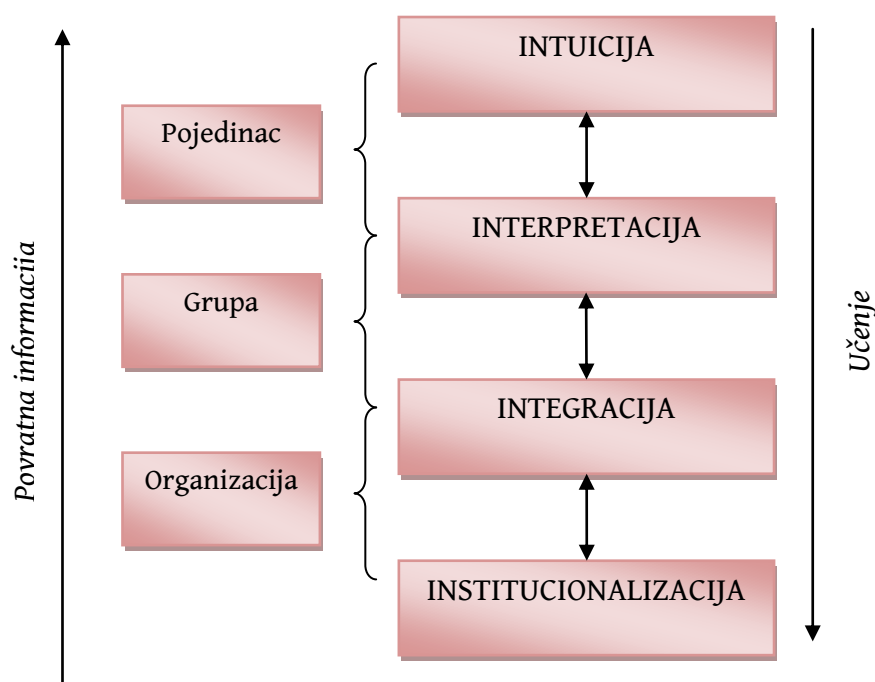 INTUICIJA
Pojedinac
INTERPRETACIJA
Grupa
INTEGRACIJA
Organizacija
INSTITUCIONALIZACIJA
Povratna informacija
Učenje